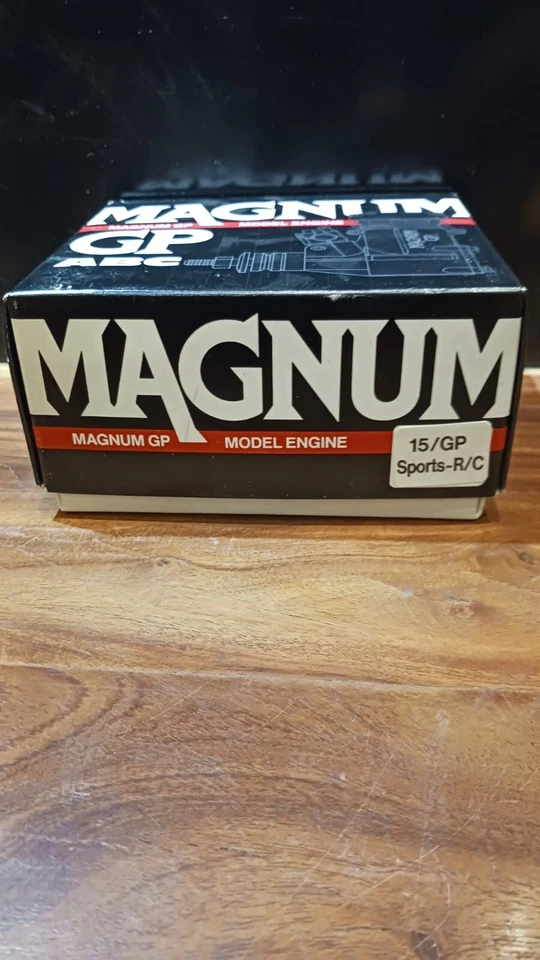 MAGNUM
MAGNUM GP MODEL ENGINE
GP
ABC
MAGNUM
MAGNUM GP MODEL ENGINE
15/GP
Sports-R/C